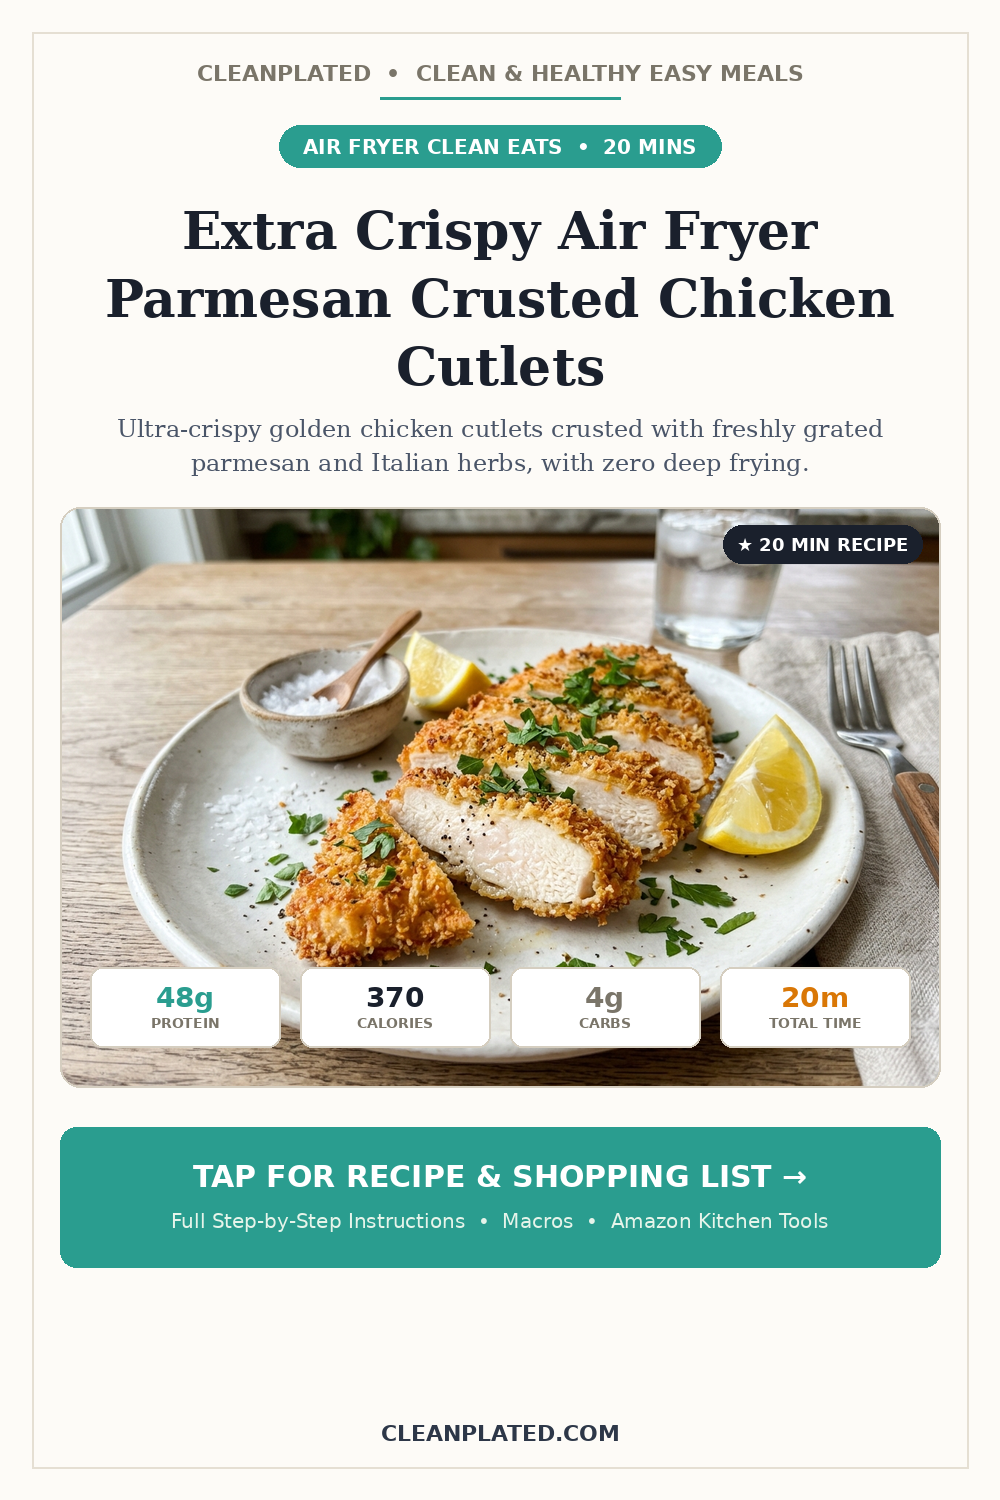 CLEANPLATED • CLEAN & HEALTHY EASY MEALS
AIR FRYER CLEAN EATS • 20 MINS
Extra Crispy Air Fryer
Parmesan Crusted Chicken
Cutlets
Ultra-crispy golden chicken cutlets crusted with freshly grated
parmesan and Italian herbs, with zero deep frying.
★ 20 MIN RECIPE
48g
PROTEIN
370
CALORIES
4g
CARBS
20m
TOTAL TIME
TAP FOR RECIPE & SHOPPING LIST →
Full Step-by-Step Instructions • Macros • Amazon Kitchen Tools
CLEANPLATED.COM